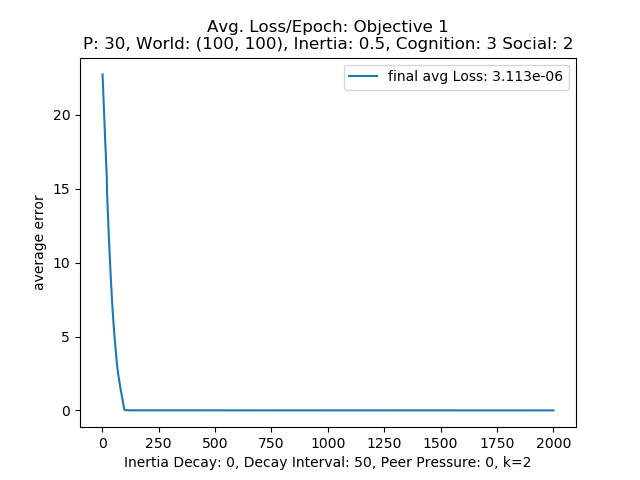 Avg. Loss/Epoch: Objective 1
P: 30, World: (100, 100), Inertia: 0.5, Cognition: 3 Social: 2
final avg Loss: 3.113e-06
average error
20
15
10
5
0
0 250 500 750 1000 1250 1500 1750 2000
Inertia Decay: 0, Decay Interval: 50, Peer Pressure: 0, k=2